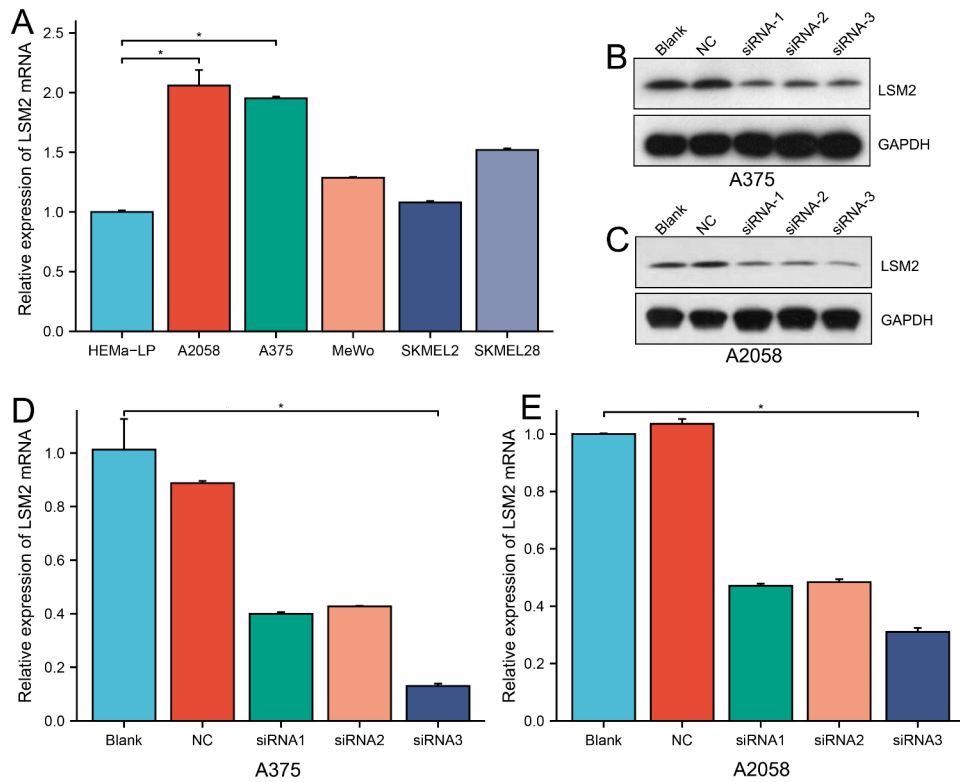 A
Relative expression of LSM2 mRNA
2.5
2.0
1.5
1.0
0.5
0.0
*
*
HEMa−LP A2058 A375 MeWo SKMEL2 SKMEL28
B
Blank NC siRNA-1 siRNA-2 siRNA-3
LSM2
GAPDH
A375
C
Blank NC siRNA-1 siRNA-2 siRNA-3
LSM2
GAPDH
A2058
D
Relative expression of LSM2 mRNA
1.0
0.8
0.6
0.4
0.2
0.0
*
Blank NC siRNA1 siRNA2 siRNA3
A375
E
Relative expression of LSM2 mRNA
1.0
0.8
0.6
0.4
0.2
0.0
*
Blank NC siRNA1 siRNA2 siRNA3
A2058